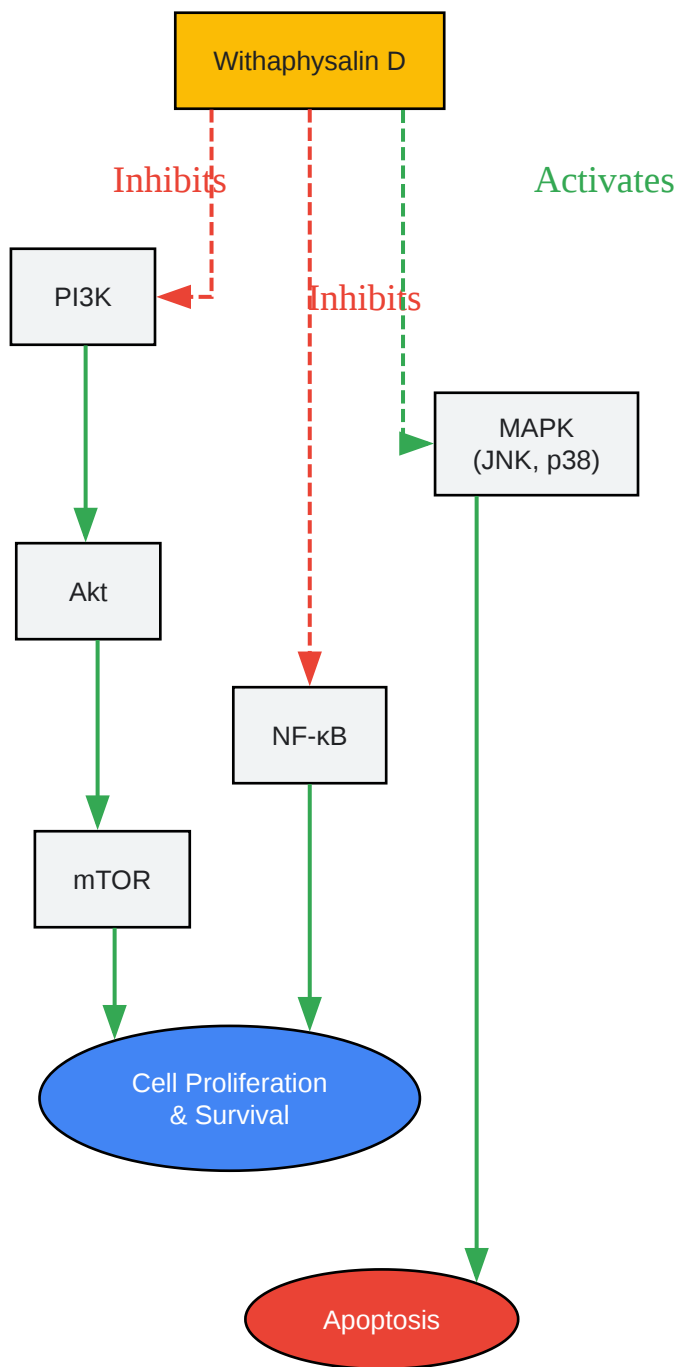 Withaphysalin D
Inhibits
Activates
PI3K
Inhibits
MAPK
(JNK, p38)
Akt
NF-κB
mTOR
Cell Proliferation
& Survival
Apoptosis